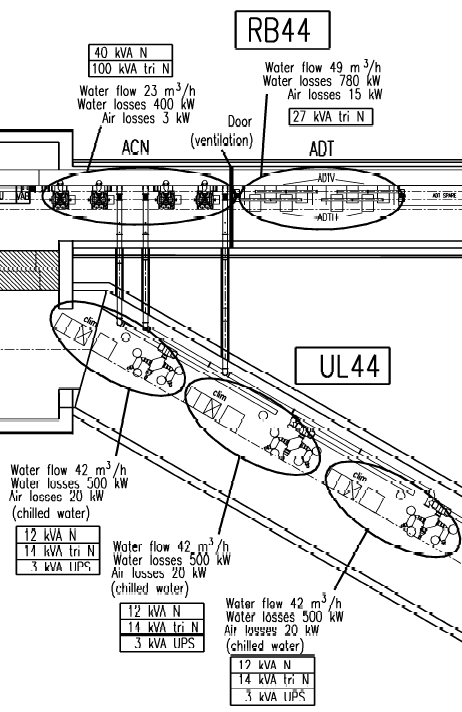 RB44
40 kVA N
100 kVA tri N
Water flow 23 m³/h
Water losses 400 kW
Air losses 3 kW
Water flow 49 m³/h
Water losses 780 kW
Air losses 15 kW
27 kVA tri N
Door
(ventilation)
ACN
ADT
ADTV
ADTH
U
VAB
ADT SPARE
clim
UL44
clim
clim
Water flow 42 m³/h
Water losses 500 kW
Air losses 20 kW
(chilled water)
12 kVA N
14 kVA tri N
3 kVA UPS
Water flow 42 m³/h
Water losses 500 kW
Air losses 20 kW
(chilled water)
12 kVA N
14 kVA tri N
3 kVA UPS
Water flow 42 m³/h
Water losses 500 kW
Air losses 20 kW
(chilled water)
12 kVA N
14 kVA tri N
3 kVA UPS